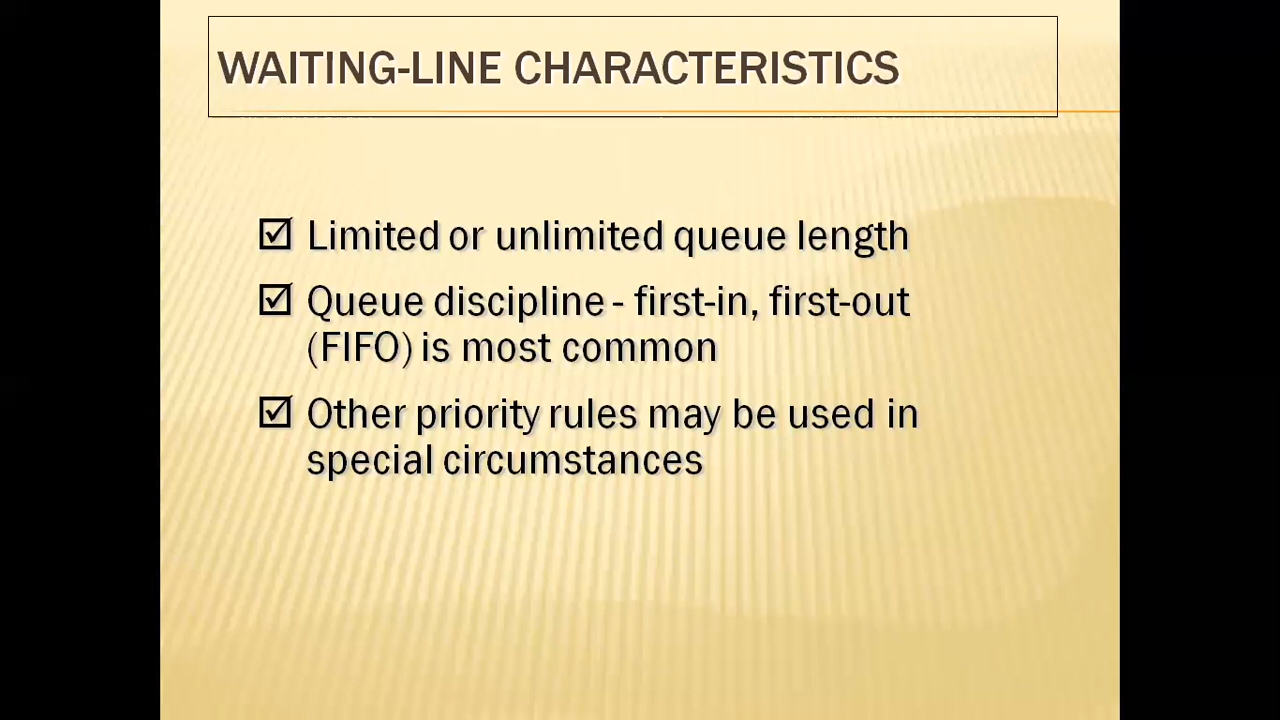 WAITING-LINE CHARACTERISTICS
Limited or unlimited queue length
Queue discipline - first-in, first-out
(FIFO) is most common
Other priority rules may be used in
special circumstances